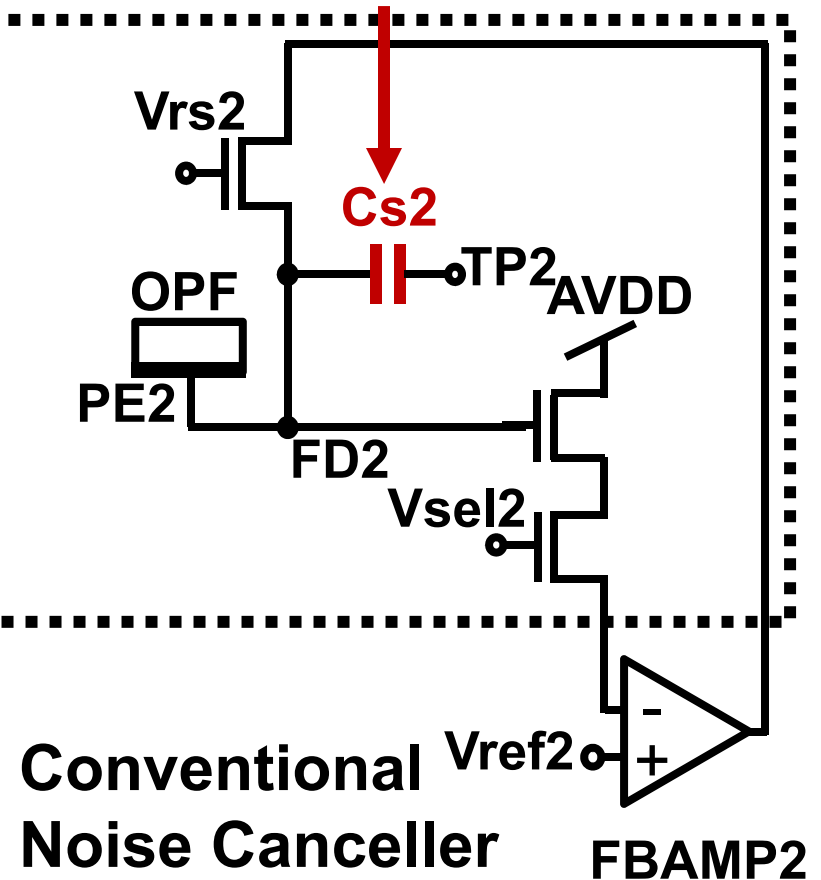 Vrs2
Cs2
TP2
OPF
AVDD
PE2
FD2
Vsel2
-
Vref2
+
Conventional
Noise Canceller
FBAMP2